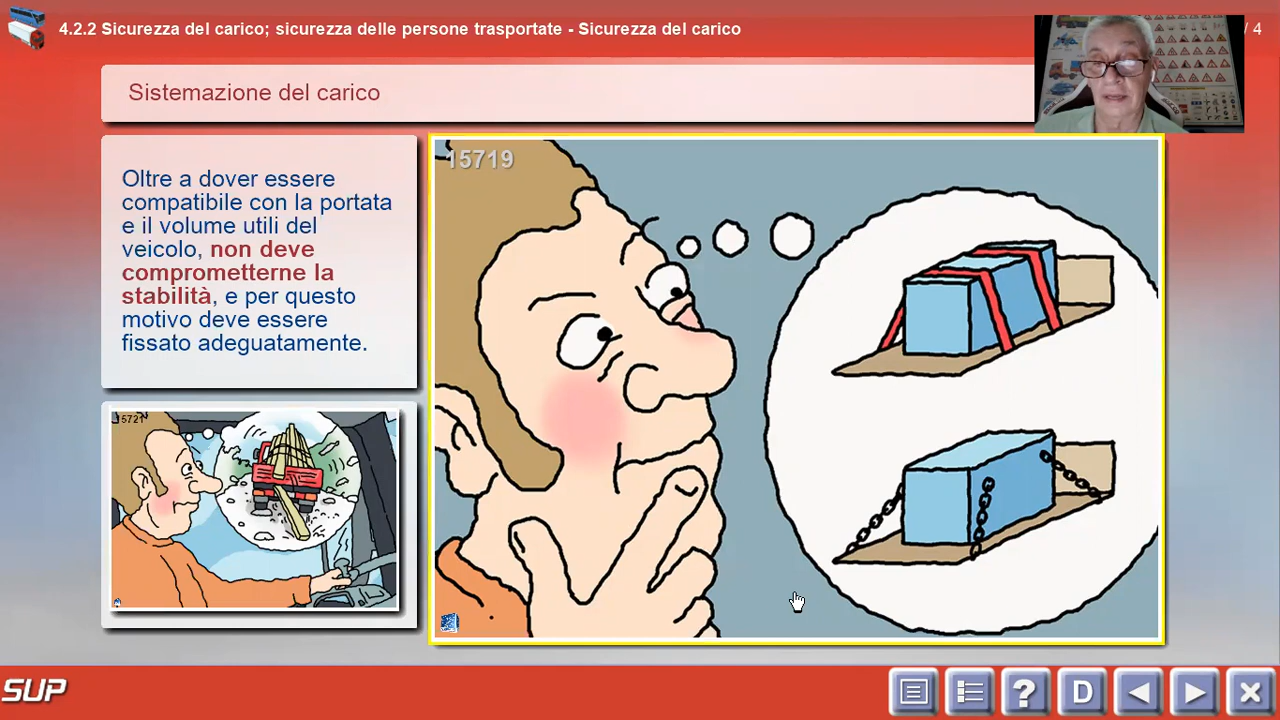 4.2.2 Sicurezza del carico; sicurezza delle persone trasportate - Sicurezza del carico
/ 4
Sistemazione del carico
Oltre a dover essere
compatibile con la portata
e il volume utili del
veicolo, non deve
comprometterne la
stabilità, e per questo
motivo deve essere
fissato adeguatamente.
15719
15721
SUP
?
D